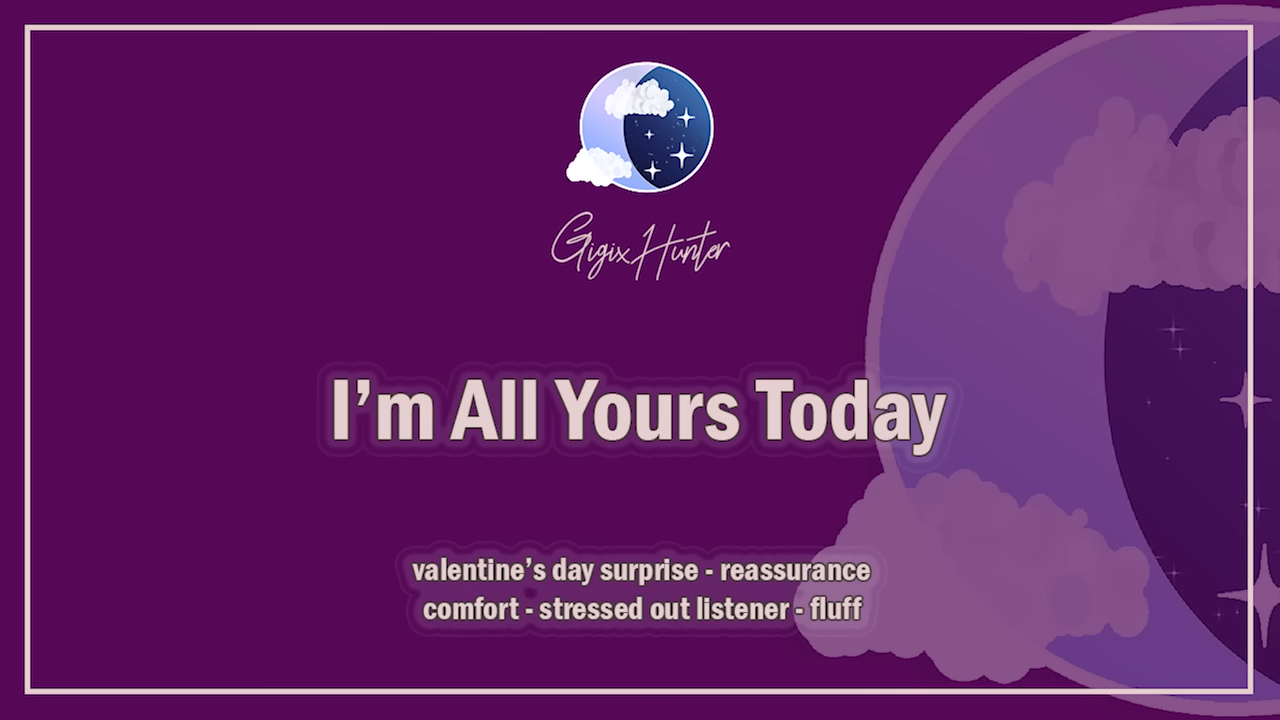 GigixHunter
I’m All Yours Today
valentine’s day surprise - reassurance
comfort - stressed out listener - fluff